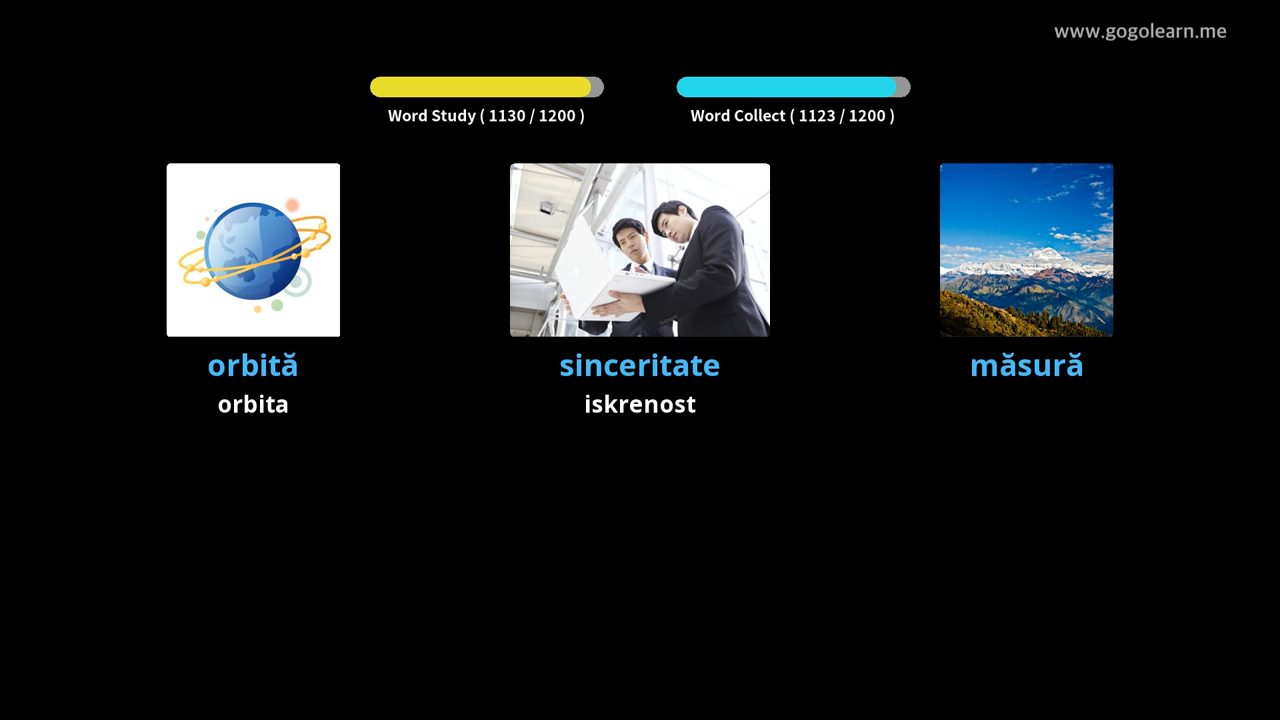 www.gogolearn.me
Word Study ( 1130 / 1200 )
Word Collect ( 1123 / 1200 )
orbită
sinceritate
măsură
orbita
iskrenost